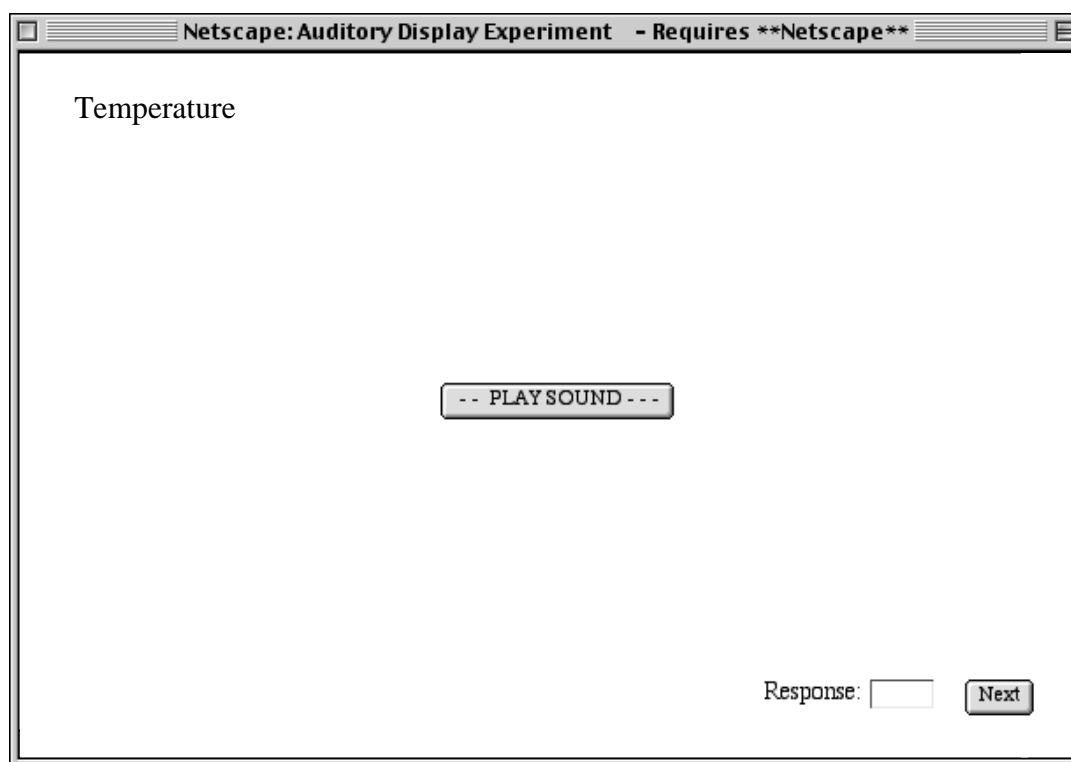 Netscape: Auditory Display Experiment - Requires **Netscape**
Temperature
- - PLAY SOUND - - -
Response:
Next